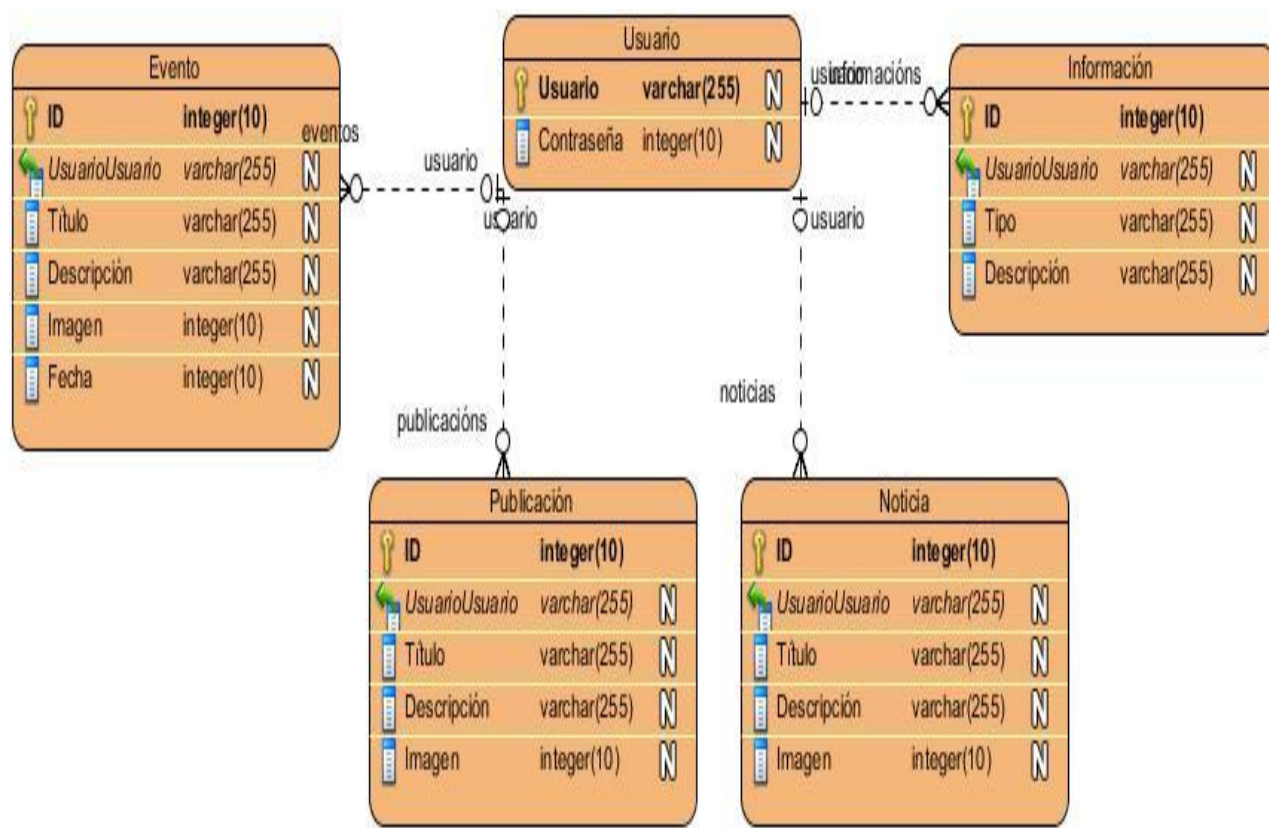 Evento
ID integer(10)
UsuarioUsuario varchar(255) N
Título varchar(255) N
Descripción varchar(255) N
Imagen integer(10) N
Fecha integer(10) N
eventos
usuario
Usuario
Usuario varchar(255) N
Contraseña integer(10) N
usuario
informacións
Información
ID integer(10)
UsuarioUsuario varchar(255) N
Tipo varchar(255) N
Descripción varchar(255) N
usuario
usuario
publicacións
noticias
Publicación
ID integer(10)
UsuarioUsuario varchar(255) N
Título varchar(255) N
Descripción varchar(255) N
Imagen integer(10) N
Noticia
ID integer(10)
UsuarioUsuario varchar(255) N
Título varchar(255) N
Descripción varchar(255) N
Imagen integer(10) N